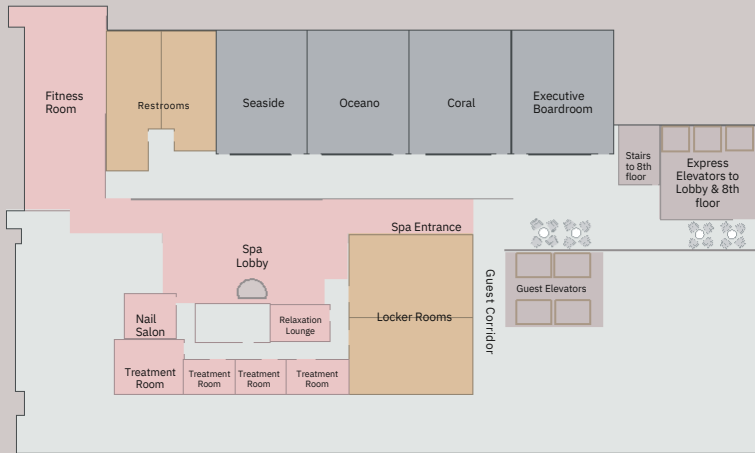 Fitness
Room
Restrooms
Seaside
Oceano
Coral
Executive
Boardroom
Stairs
to 8th
floor
Express
Elevators to
Lobby & 8th
floor
Spa Entrance
Spa
Lobby
Guest Corridor
Guest Elevators
Nail
Salon
Relaxation
Lounge
Locker Rooms
Treatment
Room
Treatment
Room
Treatment
Room
Treatment
Room